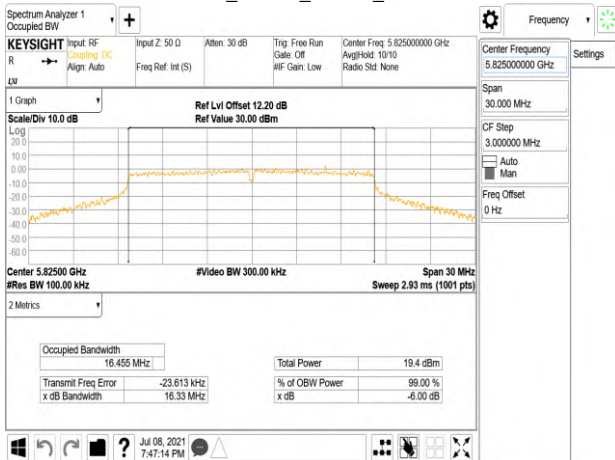 Spectrum Analyzer 1
Occupied BW
Frequency
KEYSIGHT
R
Input: RF
Coupling: DC
Align: Auto
Input Z: 50 Ω
Freq Ref: Int (S)
Atten: 30 dB
Trig: Free Run
Gate: Off
#IF Gain: Low
Center Freq: 5.825000000 GHz
Avg|Hold: 10/10
Radio Std: None
LXI
Center Frequency
5.825000000 GHz
Settings
Span
30.000 MHz
CF Step
3.000000 MHz
Auto
Man
Freq Offset
0 Hz
1 Graph
Scale/Div 10.0 dB
Ref Lvl Offset 12.20 dB
Ref Value 30.00 dBm
Log
20.0
10.0
0.00
-10.0
-20.0
-30.0
-40.0
-50.0
-60.0
Center 5.82500 GHz
#Res BW 100.00 kHz
#Video BW 300.00 kHz
Span 30 MHz
Sweep 2.93 ms (1001 pts)
2 Metrics
Occupied Bandwidth
16.455 MHz
Total Power 19.4 dBm
Transmit Freq Error -23.613 kHz
% of OBW Power 99.00 %
x dB Bandwidth 16.33 MHz
x dB -6.00 dB
?
Jul 08, 2021
7:47:14 PM